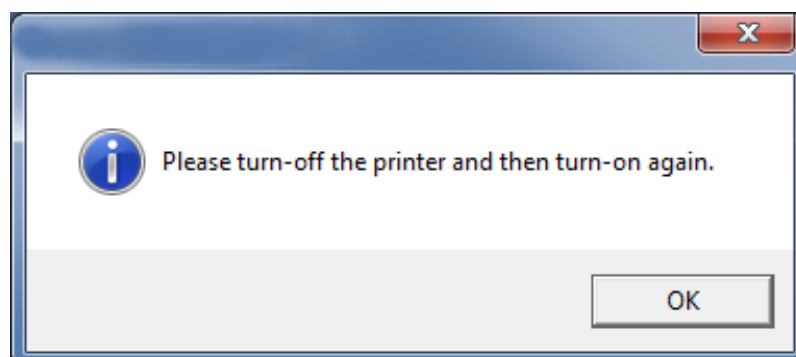 Please turn-off the printer and then turn-on again.
OK